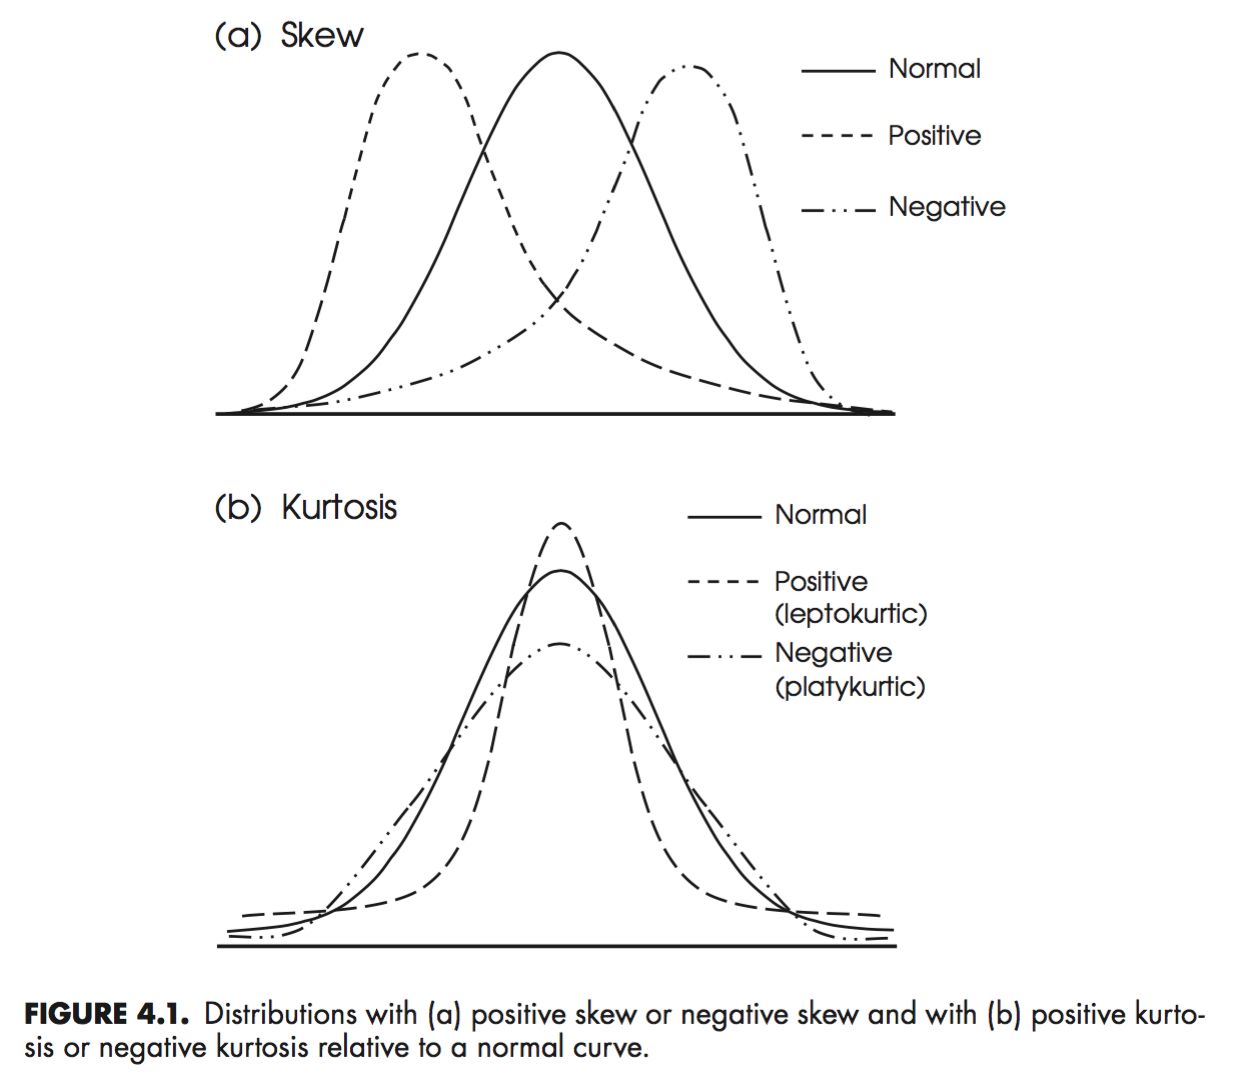 (a) Skew
Normal
Positive
Negative
(b) Kurtosis
Normal
Positive
(leptokurtic)
Negative
(platykurtic)
FIGURE 4.1. Distributions with (a) positive skew or negative skew and with (b) positive kurto-
sis or negative kurtosis relative to a normal curve.